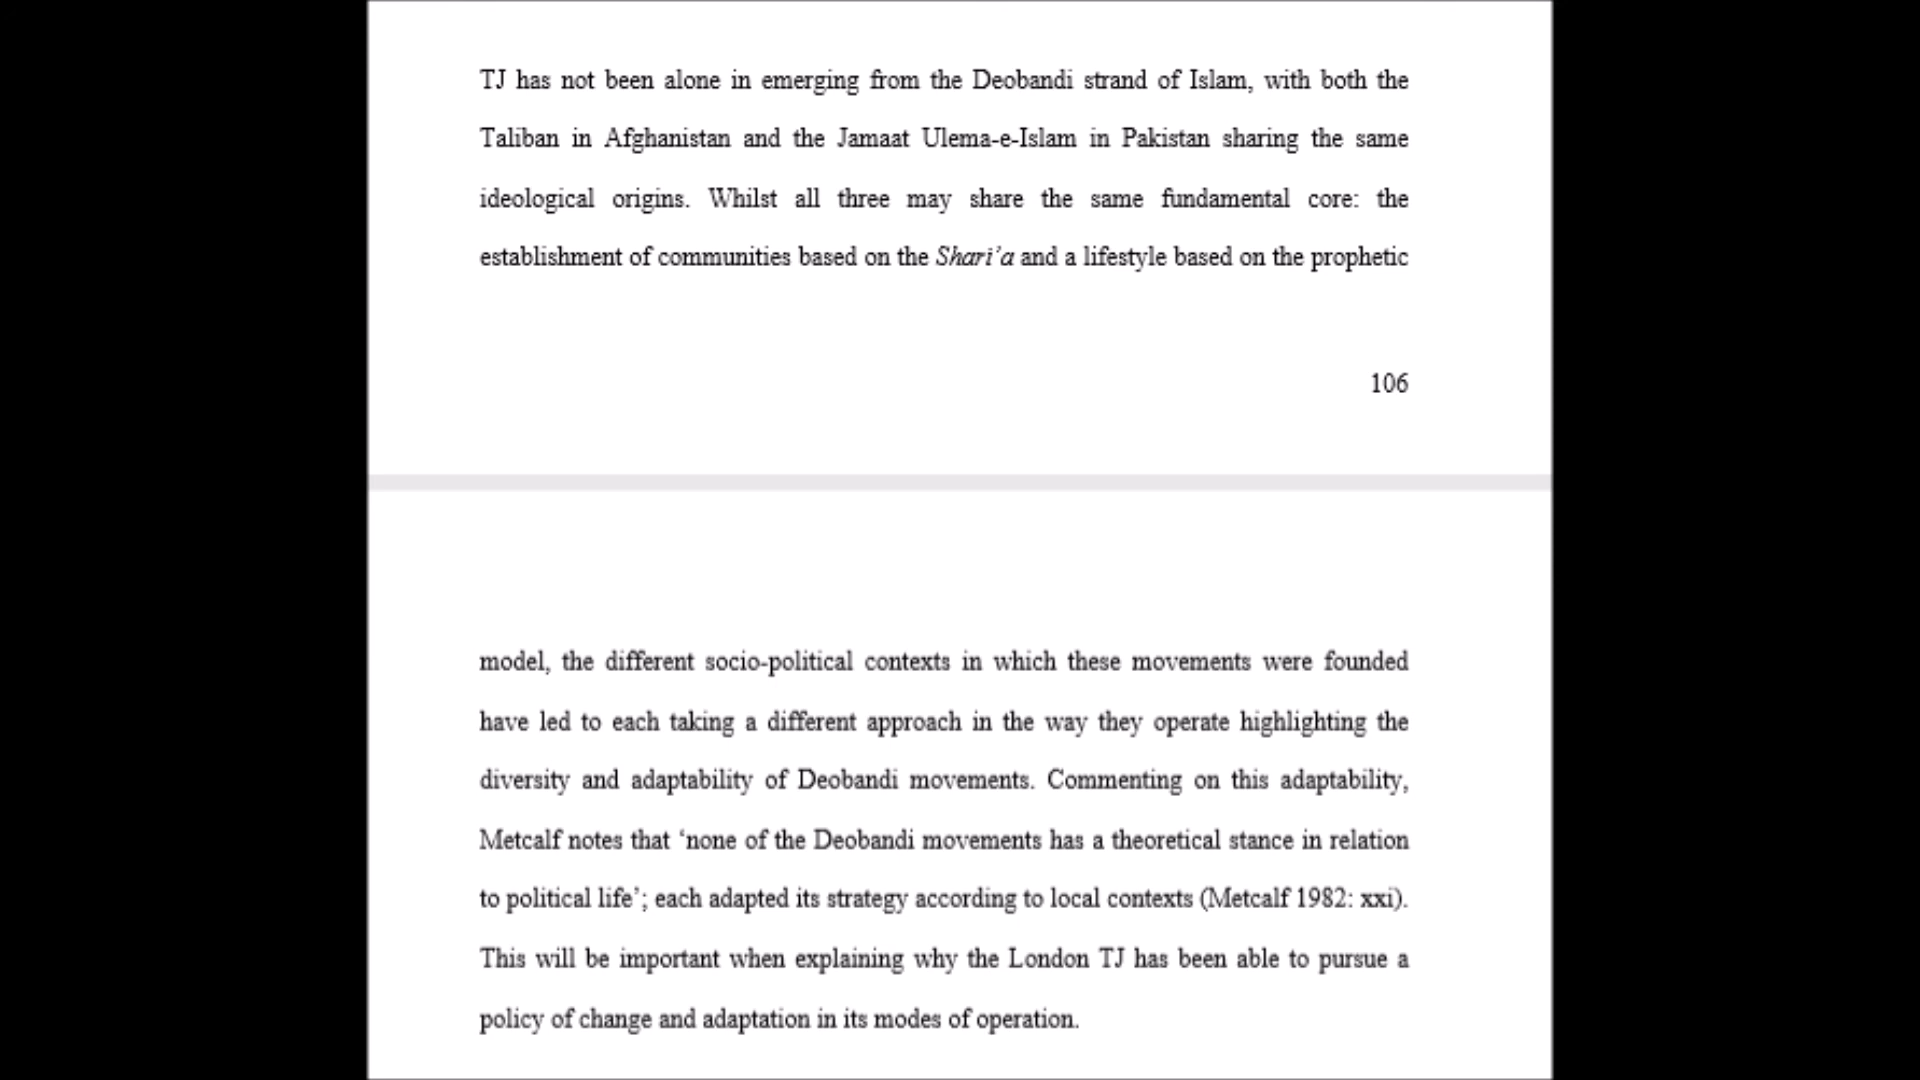 TJ has not been alone in emerging from the Deobandi strand of Islam, with both the
Taliban in Afghanistan and the Jamaat Ulema-e-Islam in Pakistan sharing the same
ideological origins. Whilst all three may share the same fundamental core: the
establishment of communities based on the Shari’a and a lifestyle based on the prophetic
106
model, the different socio-political contexts in which these movements were founded
have led to each taking a different approach in the way they operate highlighting the
diversity and adaptability of Deobandi movements. Commenting on this adaptability,
Metcalf notes that ‘none of the Deobandi movements has a theoretical stance in relation
to political life’; each adapted its strategy according to local contexts (Metcalf 1982: xxi).
This will be important when explaining why the London TJ has been able to pursue a
policy of change and adaptation in its modes of operation.